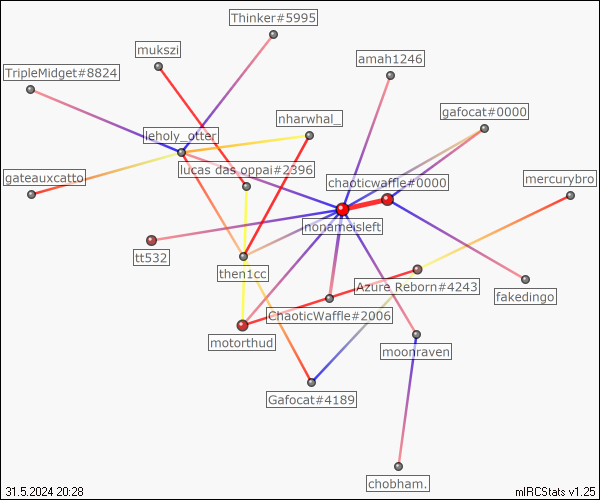 Thinker#5995
mukszi
amah1246
TripleMidget#8824
gafocat#0000
nharwhal_
leholy_otter
lucas das oppai#2396
gateauxcatto
chaoticwaffle#0000
mercurybro
nonameisleft
tt532
then1cc
Azure Reborn#4243
fakedingo
ChaoticWaffle#2006
motorthud
moonraven
Gafocat#4189
chobham.
31.5.2024 20:28
mIRCStats v1.25